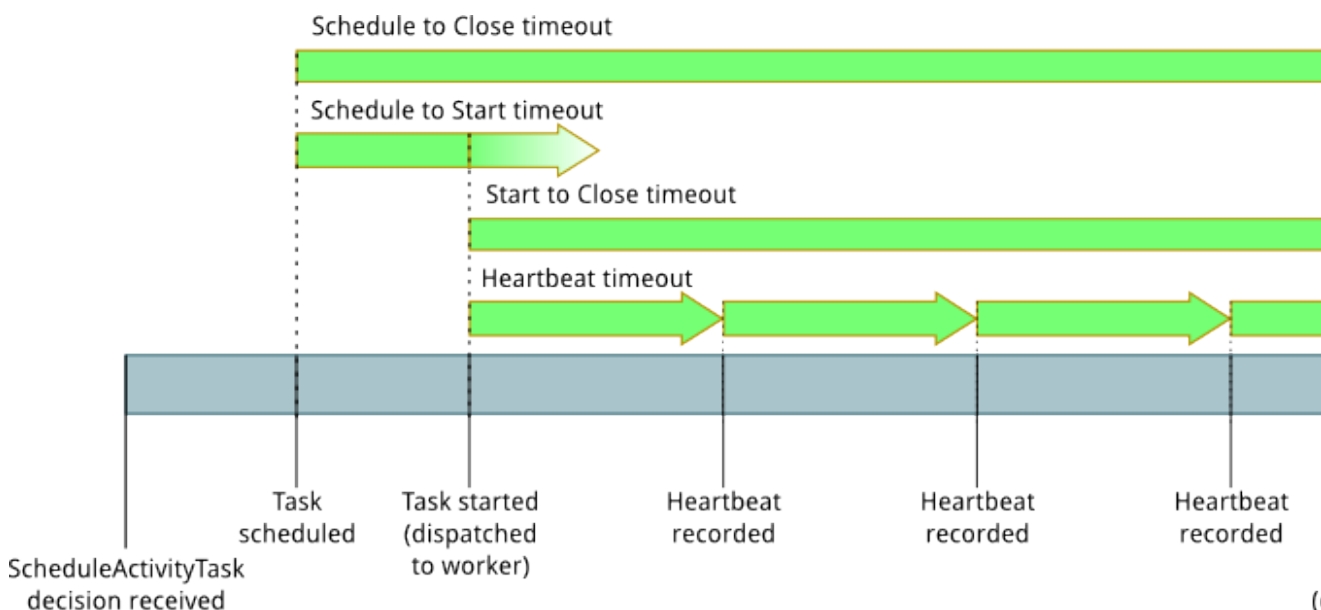 Schedule to Close timeout
Schedule to Start timeout
Start to Close timeout
Heartbeat timeout
Task
scheduled
Task started
(dispatched
to worker)
Heartbeat
recorded
Heartbeat
recorded
Heartbeat
recorded
ScheduleActivityTask
decision received